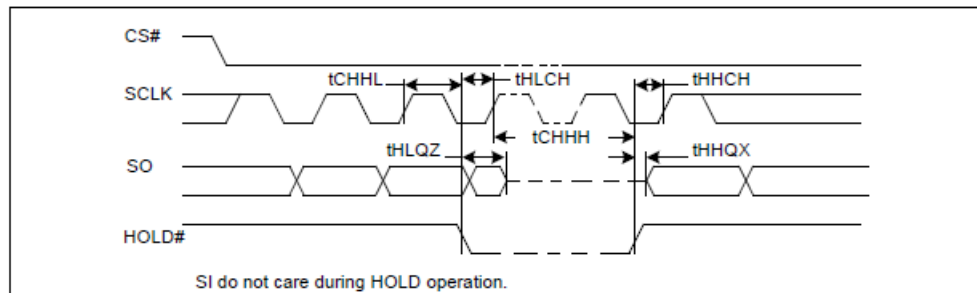 CS#
tCHHL tHLCH tHHCH
SCLK
tCHHH
tHLQZ tHHQX
SO
HOLD#
SI do not care during HOLD operation.